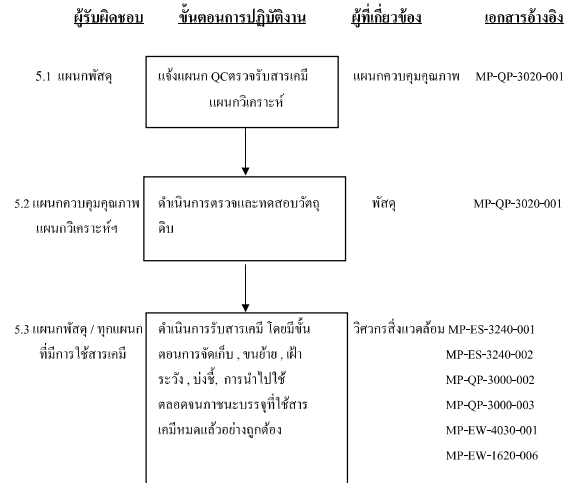 ผู้รับผิดชอบ ขั้นตอนการปฏิบัติงาน ผู้ที่เกี่ยวข้อง เอกสารอ้างอิง
5.1 แผนกพัสดุ แจ้งแผนก QCตรวจรับสารเคมี แผนกควบคุมคุณภาพ MP-QP-3020-001
แผนกวิเคราะห์
5.2 แผนกควบคุมคุณภาพ ดำเนินการตรวจและทดสอบวัตถุ พัสดุ MP-QP-3020-001
แผนกวิเคราะห์ฯ ดิบ
5.3 แผนกพัสดุ / ทุกแผนก ดำเนินการรับสารเคมี โดยมีขั้น วิศวกรสิ่งแวดล้อม MP-ES-3240-001
ที่มีการใช้สารเคมี ตอนการจัดเก็บ , ขนย้าย , เฝ้า MP-ES-3240-002
ระวัง , บ่งชี้, การนำไปใช้ MP-QP-3000-002
ตลอดจนภาชนะบรรจุที่ใช้สาร MP-QP-3000-003
เคมีหมดแล้วอย่างถูกต้อง MP-EW-4030-001
MP-EW-1620-006